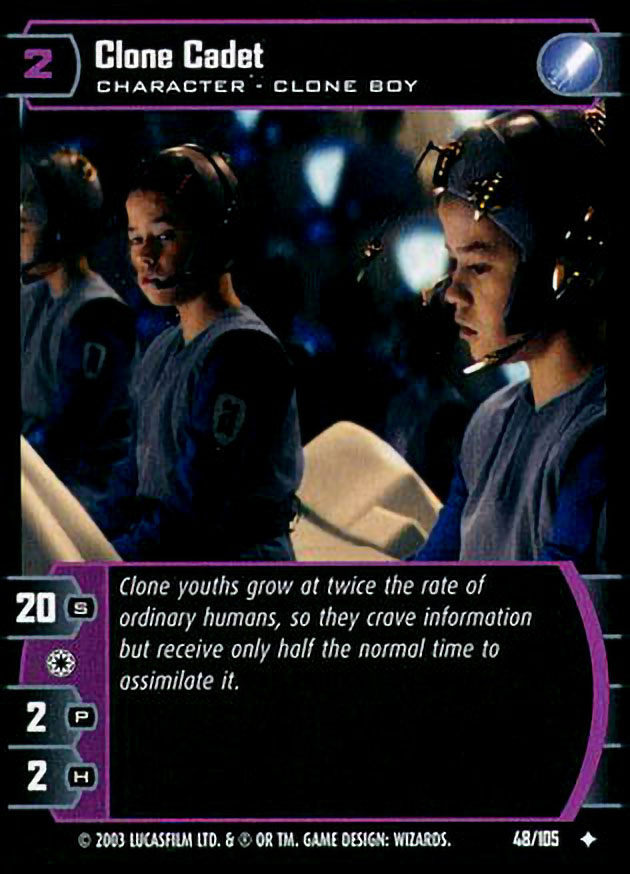 2
Clone Cadet
CHARACTER - CLONE BOY
Clone youths grow at twice the rate of
ordinary humans, so they crave information
but receive only half the normal time to
assimilate it.
20 S
2 P
2 H
© 2003 LUCASFILM LTD. & ® OR TM. GAME DESIGN: WIZARDS.
48/105